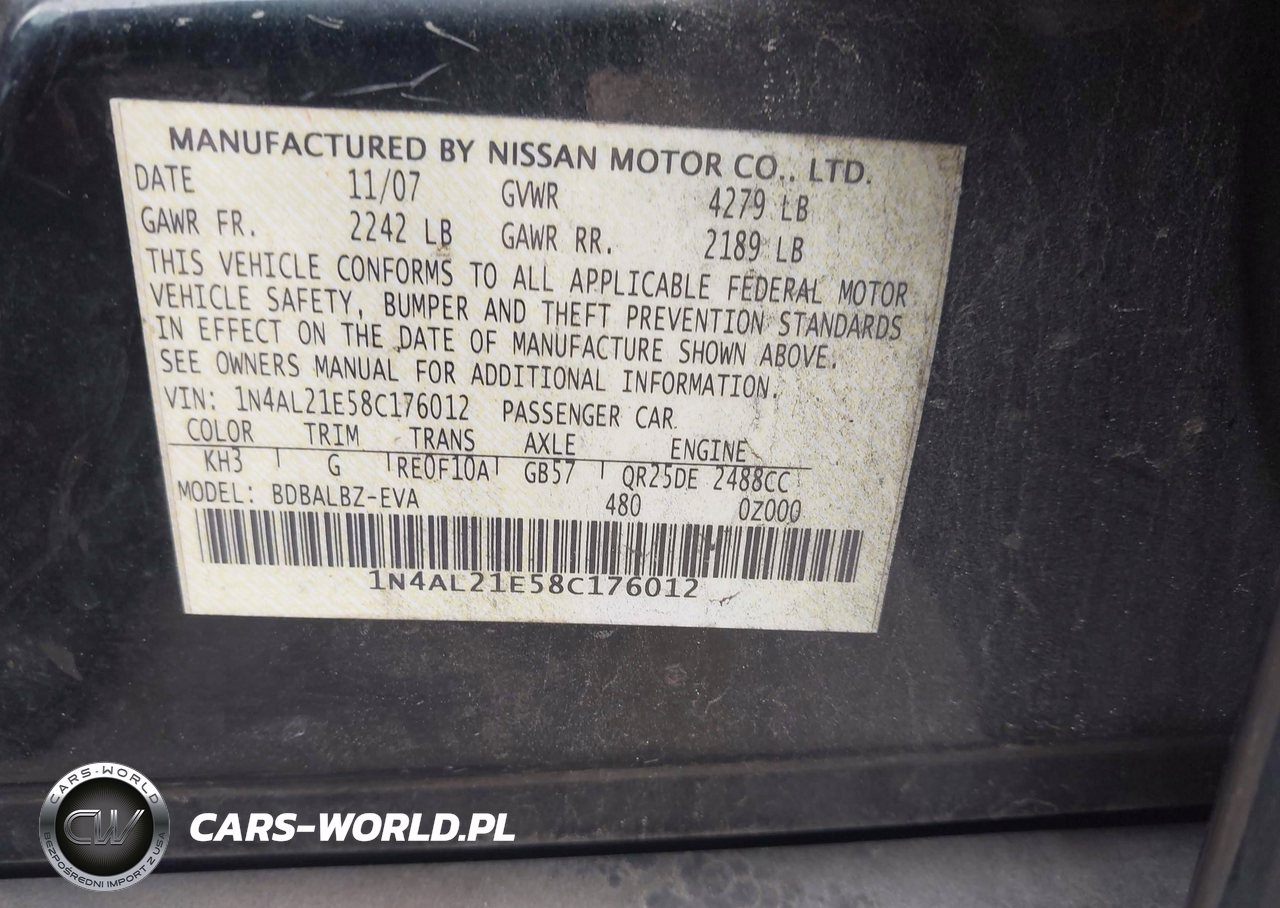 MANUFACTURED BY NISSAN MOTOR CO., LTD.
DATE 11/07 GVWR 4279 LB
GAWR FR. 2242 LB GAWR RR. 2189 LB
THIS VEHICLE CONFORMS TO ALL APPLICABLE FEDERAL MOTOR
VEHICLE SAFETY, BUMPER AND THEFT PREVENTION STANDARDS
IN EFFECT ON THE DATE OF MANUFACTURE SHOWN ABOVE.
SEE OWNERS MANUAL FOR ADDITIONAL INFORMATION.
VIN: 1N4AL21E58C176012 PASSENGER CAR
COLOR TRIM TRANS AXLE ENGINE
KH3 G RE0F10A GB57 QR25DE 2488CC
MODEL: BDBALBZ-EVA 480 0Z000
1N4AL21E58C176012
CARS-WORLD
CW
BEZPOŚREDNI IMPORT Z USA
CARS-WORLD.PL